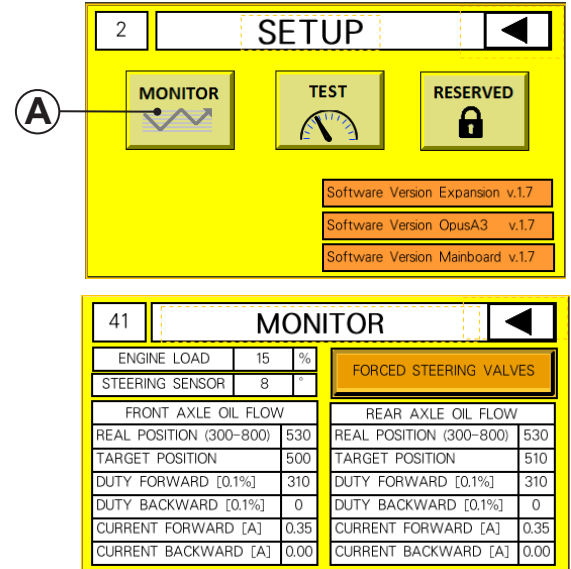 2 SETUP
A
MONITOR TEST RESERVED
Software Version Expansion v.1.7
Software Version OpusA3 v.1.7
Software Version Mainboard v.1.7
41 MONITOR
ENGINE LOAD 15 %
STEERING SENSOR 8 °
FORCED STEERING VALVES
FRONT AXLE OIL FLOW
REAL POSITION (300-800) 530
TARGET POSITION 500
DUTY FORWARD [0.1%] 310
DUTY BACKWARD [0.1%] 0
CURRENT FORWARD [A] 0.35
CURRENT BACKWARD [A] 0.00
REAR AXLE OIL FLOW
REAL POSITION (300-800) 530
TARGET POSITION 510
DUTY FORWARD [0.1%] 310
DUTY BACKWARD [0.1%] 0
CURRENT FORWARD [A] 0.35
CURRENT BACKWARD [A] 0.00